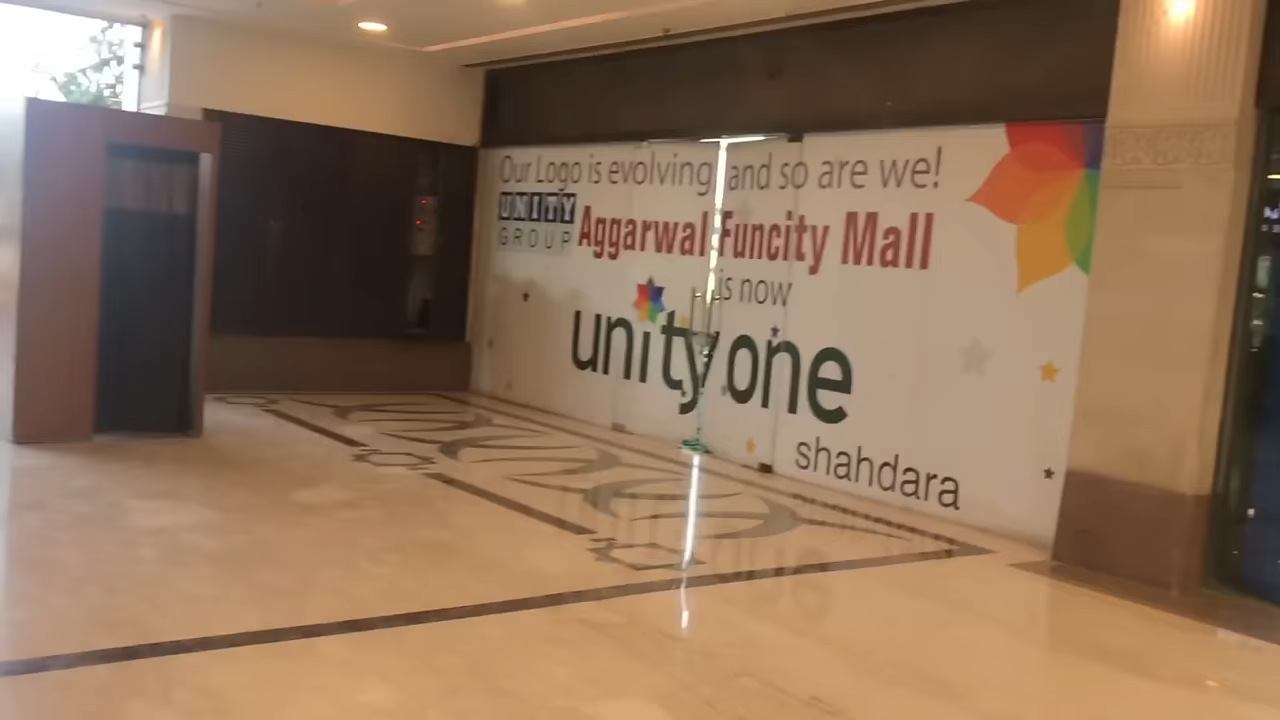 Our Logo is evolving and so are we!
UNITY
GROUP
Aggarwal Funcity Mall
is now
unity one
shahdara